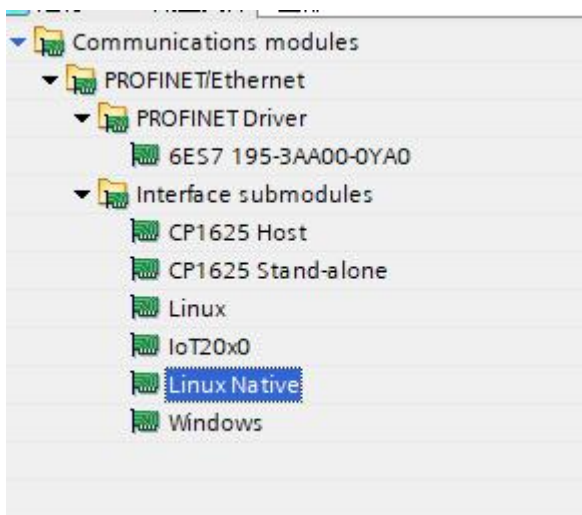 Communications modules
PROFINET/Ethernet
PROFINET Driver
6ES7 195-3AA00-0YA0
Interface submodules
CP1625 Host
CP1625 Stand-alone
Linux
IoT20x0
Linux Native
Windows